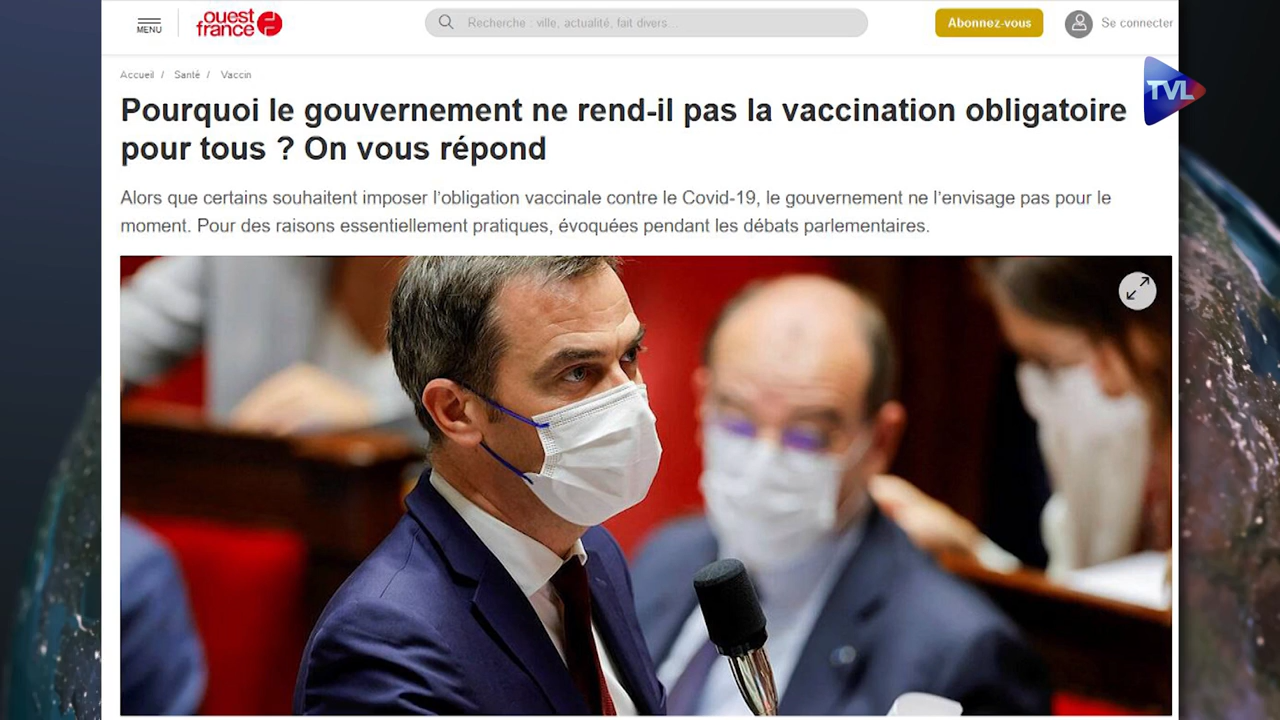 MENU
ouest
france
Recherche : ville, actualité, fait divers...
Abonnez-vous
Se connecter
TVL
Accueil / Santé / Vaccin
Pourquoi le gouvernement ne rend-il pas la vaccination obligatoire
pour tous ? On vous répond
Alors que certains souhaitent imposer l’obligation vaccinale contre le Covid-19, le gouvernement ne l’envisage pas pour le
moment. Pour des raisons essentiellement pratiques, évoquées pendant les débats parlementaires.